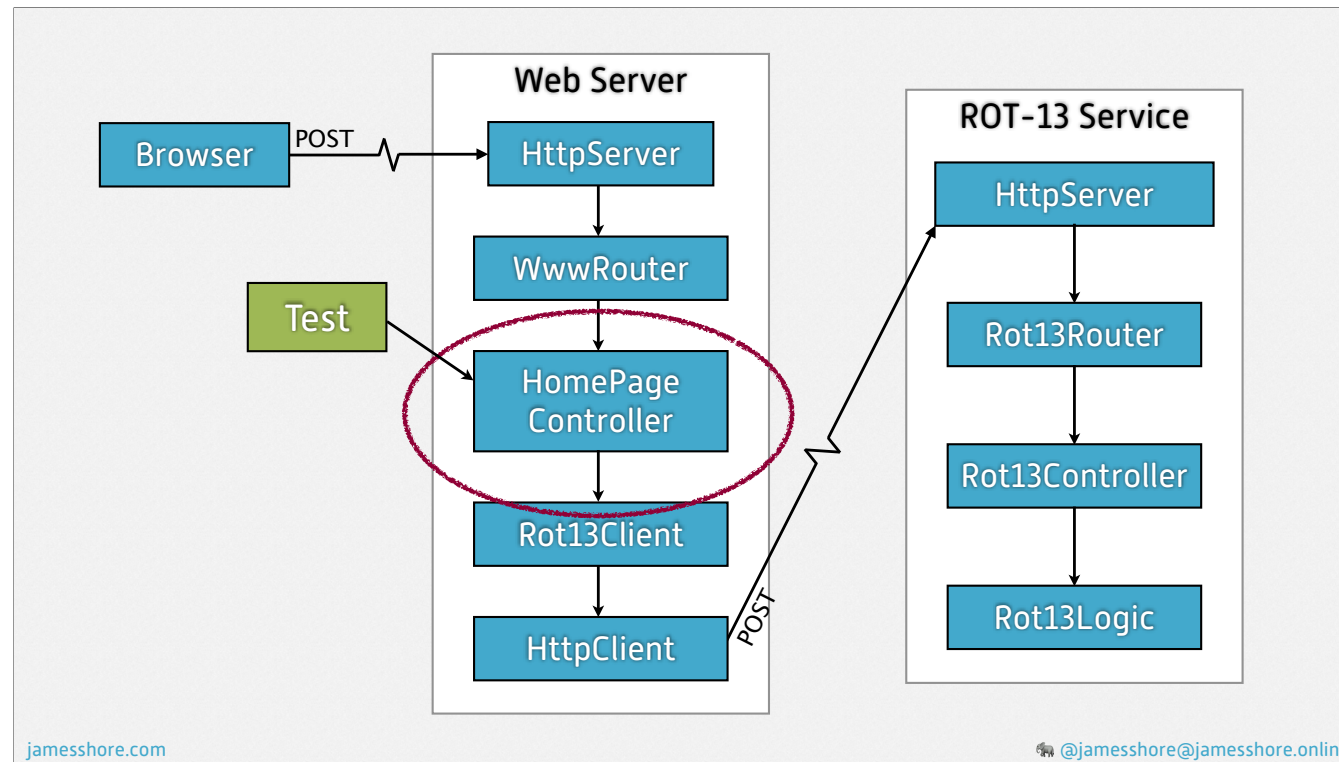 Web Server
ROT-13 Service
Browser
POST
HttpServer
HttpServer
WwwRouter
Test
Rot13Router
HomePage
Controller
Rot13Controller
Rot13Client
Rot13Logic
HttpClient
POST
jamesshore.com
@jamesshore@jamesshore.onlin